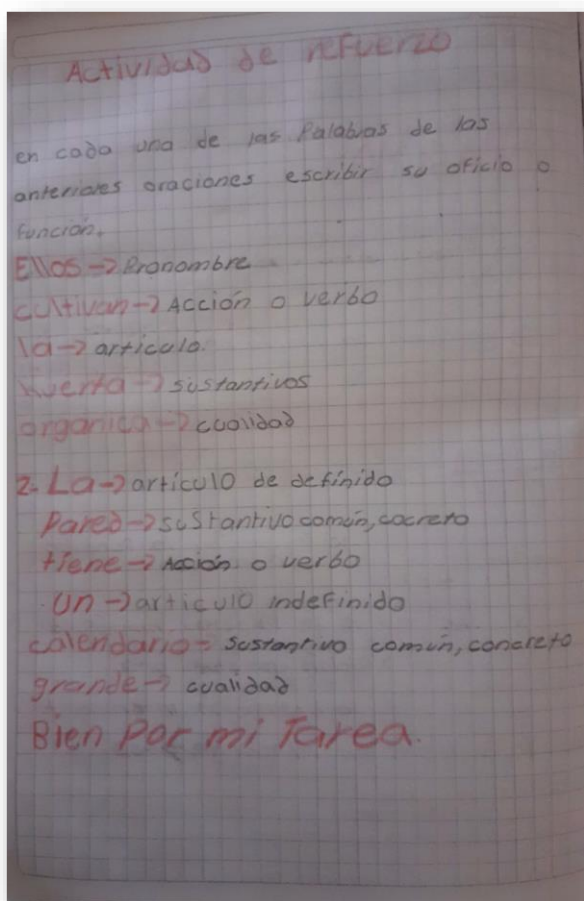 Actividad de refuerzo
en cada una de las Palabras de las
anteriores oraciones escribir su oficio o
función.
Ellos → Pronombre
cultivan → Acción o verbo
la → articulo.
huerta → sustantivos
organica → cualidad
2. La → artículo de definido
Pared → sustantivo común, cocreto
tiene → Acción o verbo
Un → articulo indefinido
calendario - sustantivo común, concreto
grande → cualidad
Bien Por mi Tarea.